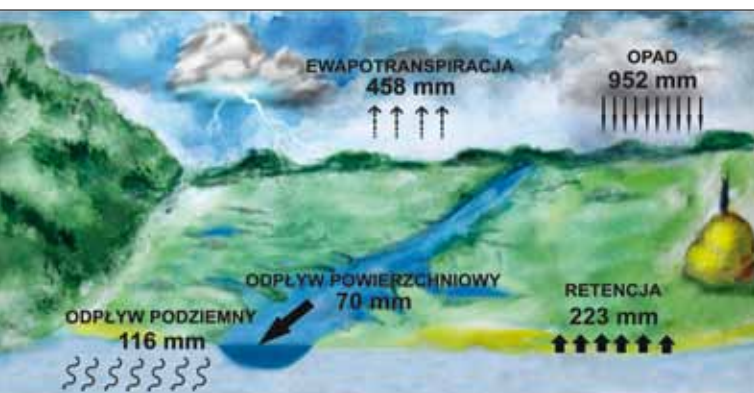 EWAPOTRANSPIRACJA
458 mm
OPAD
952 mm
ODPŁYW POWIERZCHNIOWY
70 mm
RETENCJA
223 mm
ODPŁYW PODZIEMNY
116 mm